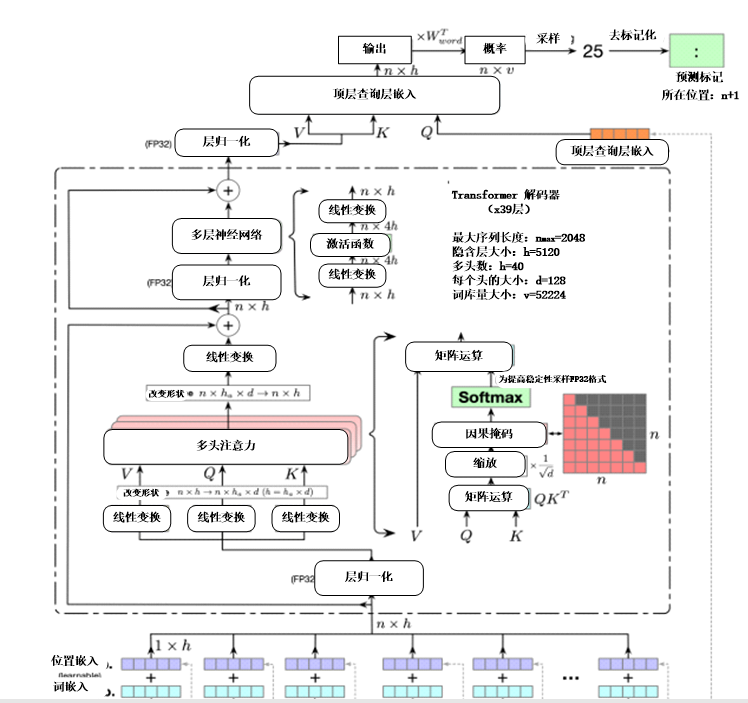 输出
×W^T_word
概率
采样
25
去标记化
:
n × h
n × v
预测标记
所在位置：n+1
顶层查询层嵌入
V
K
Q
(FP32)
层归一化
顶层查询层嵌入
+
n × h
线性变换
n × 4h
激活函数
n × 4h
线性变换
n × h
Transformer 解码器
（x39层）
最大序列长度：nmax=2048
隐含层大小：h=5120
多头数：h=40
每个头的大小：d=128
词库量大小：v=52224
多层神经网络
(FP32)
层归一化
n × h
+
线性变换
改变形状
n × hₐ × d → n × h
多头注意力
V
Q
K
改变形状
n × h → n × hₐ × d (h = hₐ × d)
线性变换
线性变换
线性变换
矩阵运算
为提高稳定性采样FP32格式
Softmax
因果掩码
n
n
缩放
× 1/√d
矩阵运算
QK^T
V
Q
K
(FP32
层归一化
n × h
1 × h
位置嵌入
(learnable)
词嵌入
+
+
+
+
+
...
+